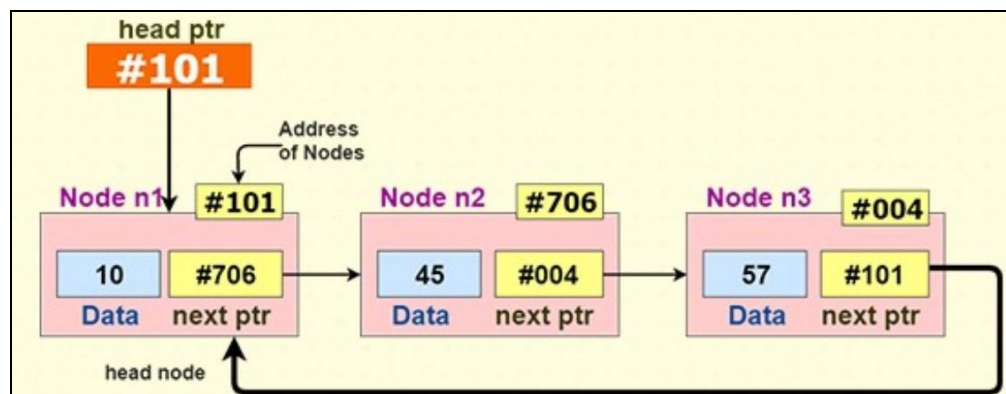 head ptr
#101
Address
of Nodes
Node n1
#101
Node n2
#706
Node n3
#004
10
#706
45
#004
57
#101
Data
next ptr
Data
next ptr
Data
next ptr
head node